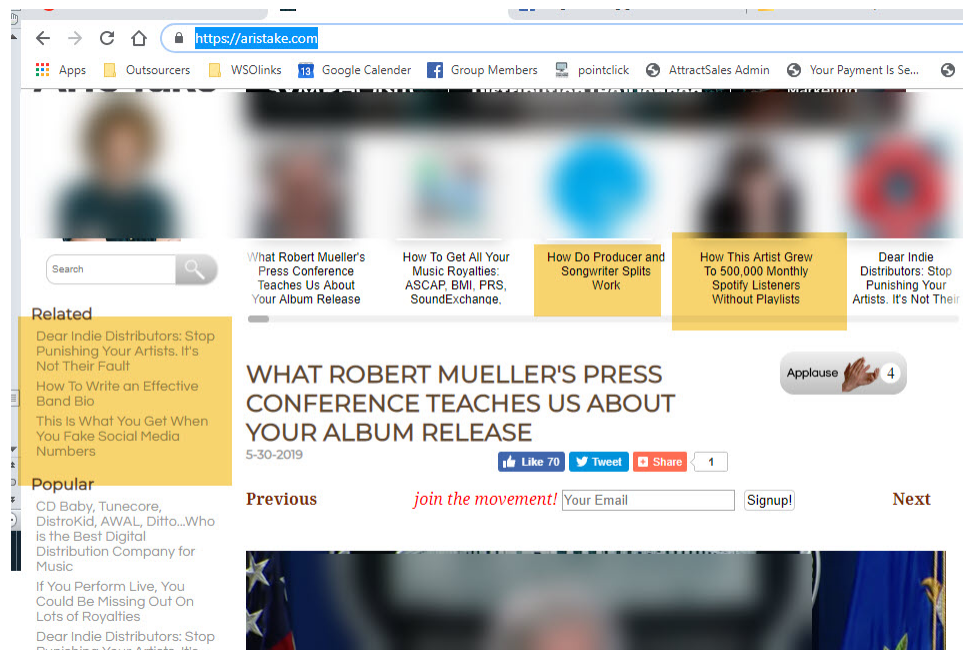 https://aristake.com
Apps
Outsourcers
WSOlinks
13
Google Calender
Group Members
pointclick
AttractSales Admin
Your Payment Is Se...
Search
What Robert Mueller's
Press Conference
Teaches Us About
Your Album Release
How To Get All Your
Music Royalties:
ASCAP, BMI, PRS,
SoundExchange,
How Do Producer and
Songwriter Splits
Work
How This Artist Grew
To 500,000 Monthly
Spotify Listeners
Without Playlists
Dear Indie
Distributors: Stop
Punishing Your
Artists. It's Not Their
Related
Dear Indie Distributors: Stop
Punishing Your Artists. It's
Not Their Fault
How To Write an Effective
Band Bio
This Is What You Get When
You Fake Social Media
Numbers
Popular
CD Baby, Tunecore,
DistroKid, AWAL, Ditto...Who
is the Best Digital
Distribution Company for
Music
If You Perform Live, You
Could Be Missing Out On
Lots of Royalties
Dear Indie Distributors: Stop
Punishing Your Artists. It's
WHAT ROBERT MUELLER'S PRESS
CONFERENCE TEACHES US ABOUT
YOUR ALBUM RELEASE
5-30-2019
Applause
4
Like 70
Tweet
Share
1
Previous
join the movement!
Your Email
Signup!
Next